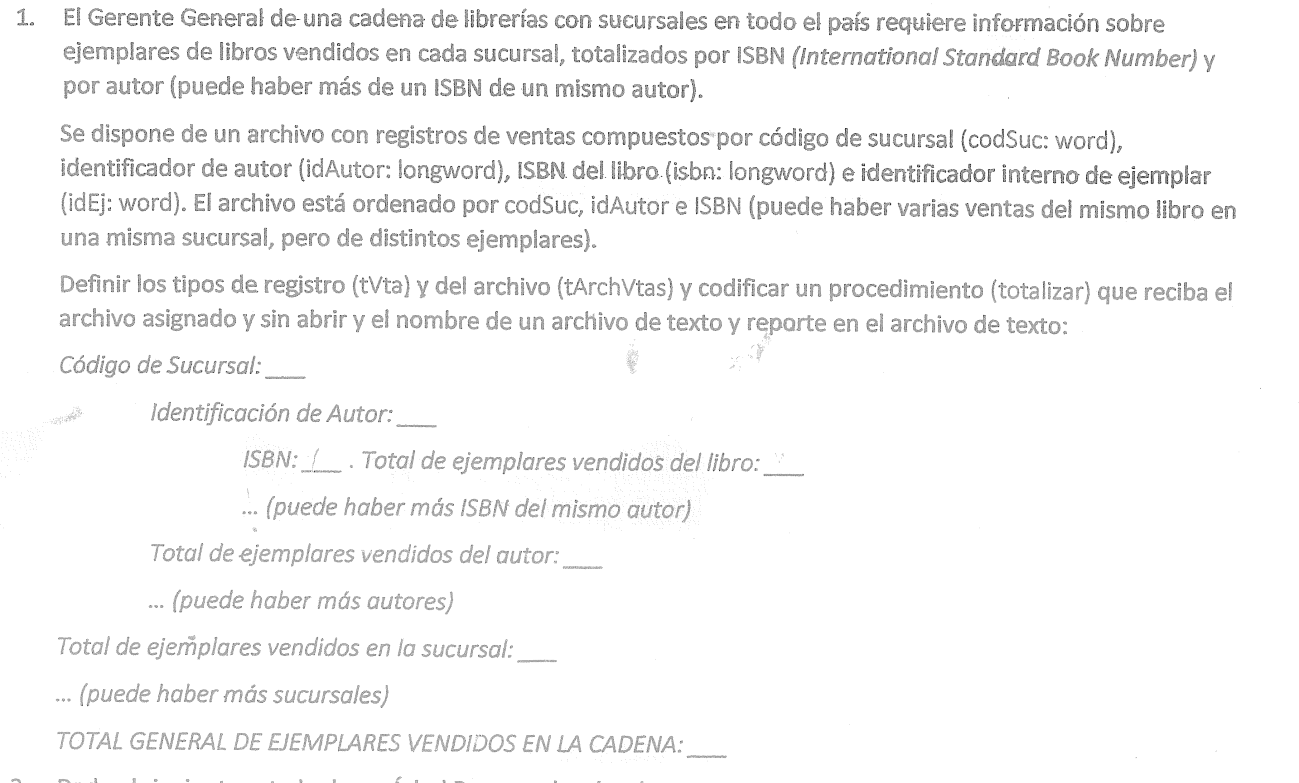 1. El Gerente General de una cadena de librerías con sucursales en todo el país requiere información sobre
ejemplares de libros vendidos en cada sucursal, totalizados por ISBN (International Standard Book Number) y
por autor (puede haber más de un ISBN de un mismo autor).
Se dispone de un archivo con registros de ventas compuestos por código de sucursal (codSuc: word),
identificador de autor (idAutor: longword), ISBN del libro (isbn: longword) e identificador interno de ejemplar
(idEj: word). El archivo está ordenado por codSuc, idAutor e ISBN (puede haber varias ventas del mismo libro en
una misma sucursal, pero de distintos ejemplares).
Definir los tipos de registro (tVta) y del archivo (tArchVtas) y codificar un procedimiento (totalizar) que reciba el
archivo asignado y sin abrir y el nombre de un archivo de texto y reporte en el archivo de texto:
Código de Sucursal:____
Identificación de Autor:____
ISBN:____ . Total de ejemplares vendidos del libro:____
... (puede haber más ISBN del mismo autor)
Total de ejemplares vendidos del autor:____
... (puede haber más autores)
Total de ejemplares vendidos en la sucursal:____
... (puede haber más sucursales)
TOTAL GENERAL DE EJEMPLARES VENDIDOS EN LA CADENA:____